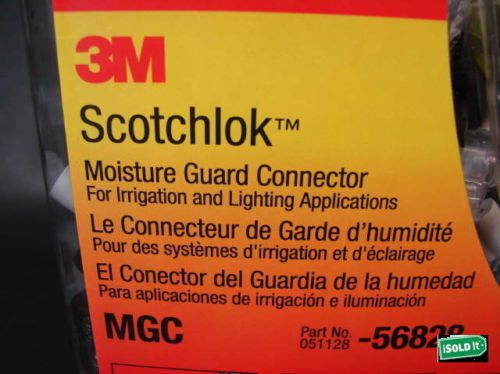 3M
Scotchlok™
Moisture Guard Connector
For Irrigation and Lighting Applications
Le Connecteur de Garde d'humidité
Pour des systèmes d'irrigation et d'éclairage
El Conector del Guardia de la humedad
Para aplicaciones de irrigación e iluminación
MGC
Part No.
051128 -56828
iSOLD It